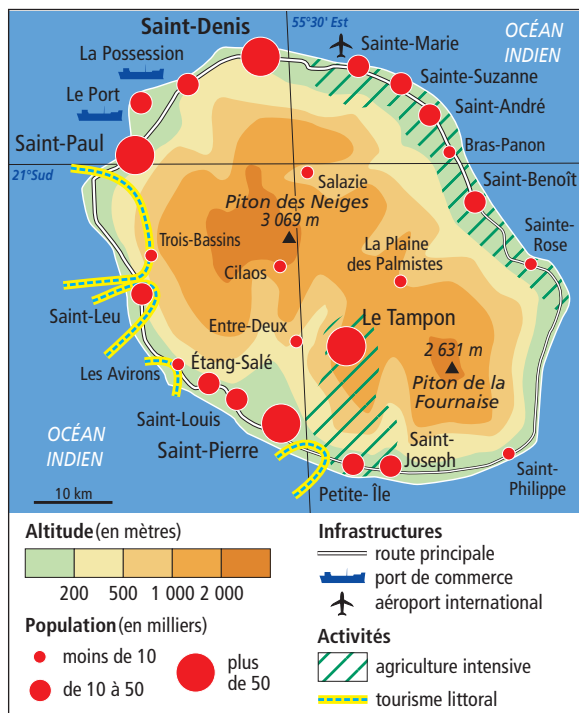 Saint-Denis
55°30' Est
OCÉAN
INDIEN
La Possession
Sainte-Marie
Le Port
Sainte-Suzanne
Saint-André
Saint-Paul
Bras-Panon
21°Sud
Salazie
Saint-Benoît
Piton des Neiges
3 069 m
Sainte-
Rose
Trois-Bassins
La Plaine
des Palmistes
Cilaos
Saint-Leu
Entre-Deux
Le Tampon
Les Avirons
Étang-Salé
2 631 m
Piton de la
Fournaise
Saint-Louis
OCÉAN
INDIEN
Saint-Pierre
Saint-
Joseph
Saint-
Philippe
Petite- Île
10 km
Altitude (en mètres)
200 500 1 000 2 000
Population (en milliers)
moins de 10
de 10 à 50
plus
de 50
Infrastructures
route principale
port de commerce
aéroport international
Activités
agriculture intensive
tourisme littoral